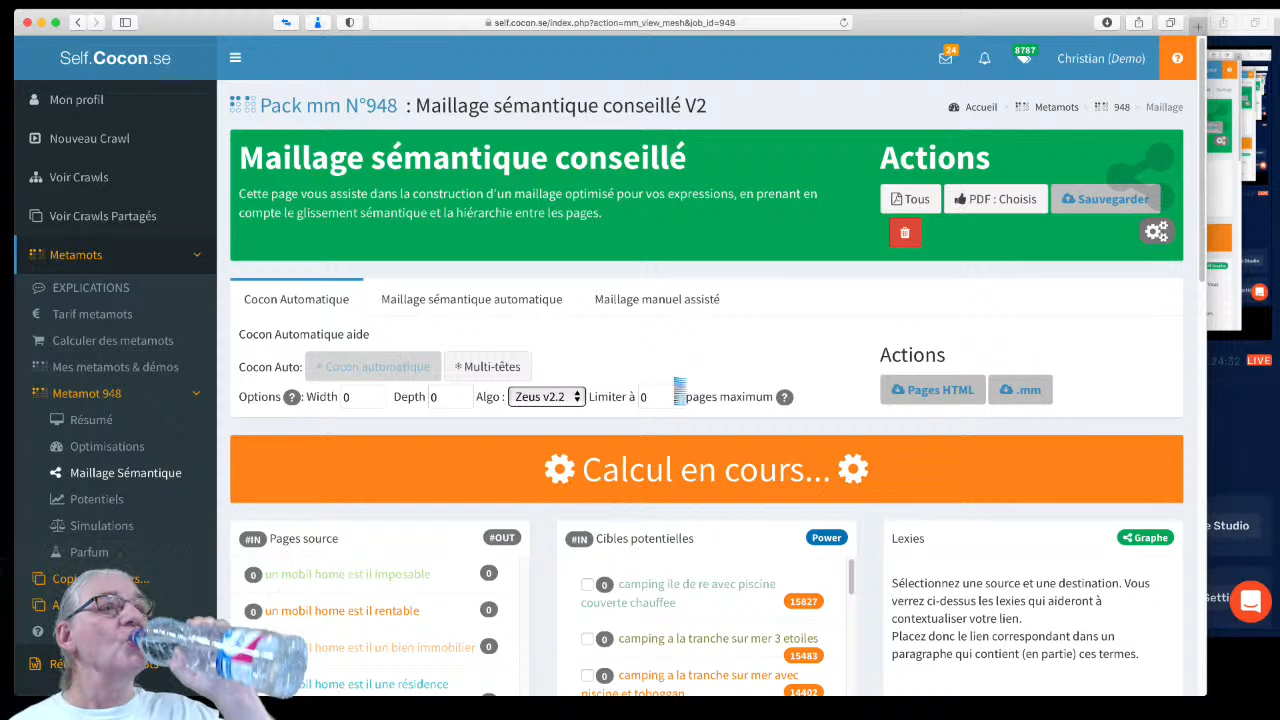 self.cocon.se/index.php?action=mm_view_mesh&job_id=948
Self.Cocon.se
24
8787
Christian (Demo)
Mon profil
Nouveau Crawl
Voir Crawls
Voir Crawls Partagés
Metamots
EXPLICATIONS
Tarif metamots
Calculer des metamots
Mes metamots & démos
Metamot 948
Résumé
Optimisations
Maillage Sémantique
Potentiels
Simulations
Parfum
Pack mm N°948 : Maillage sémantique conseillé V2
Accueil > Metamots > 948 > Maillage
Maillage sémantique conseillé
Cette page vous assiste dans la construction d'un maillage optimisé pour vos expressions, en prenant en
compte le glissement sémantique et la hiérarchie entre les pages.
Actions
Tous
PDF : Choisis
Sauvegarder
Cocon Automatique
Maillage sémantique automatique
Maillage manuel assisté
Cocon Automatique aide
Cocon Auto: * Cocon automatique * Multi-têtes
Options ? : Width 0 Depth 0 Algo : Zeus v2.2 Limiter à 0 pages maximum ?
Actions
Pages HTML
.mm
24:32 LIVE
Calcul en cours...
#IN Pages source #OUT
0 un mobil home est il imposable 0
0 un mobil home est il rentable 0
mobil home est il un bien immobilier 0
bil home est il une résidence 0
#IN Cibles potentielles Power
0 camping ile de re avec piscine
couverte chauffee 15827
0 camping a la tranche sur mer 3 etoiles
15483
0 camping a la tranche sur mer avec
piscine et toboggan 14402
Lexies
Graphe
Sélectionnez une source et une destination. Vous
verrez ci-dessus les lexies qui aideront à
contextualiser votre lien.
Placez donc le lien correspondant dans un
paragraphe qui contient (en partie) ces termes.
Studio